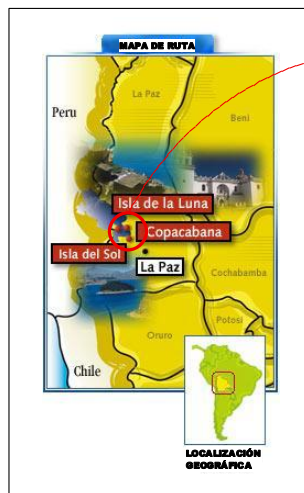 MAPA DE RUTA
La Paz
Peru
Beni
Isla de la Luna
Copacabana
Isla del Sol
La Paz
Cochabamba
Potosi
Oruro
Chile
LOCALIZACIÓN
GEOGRÁFICA